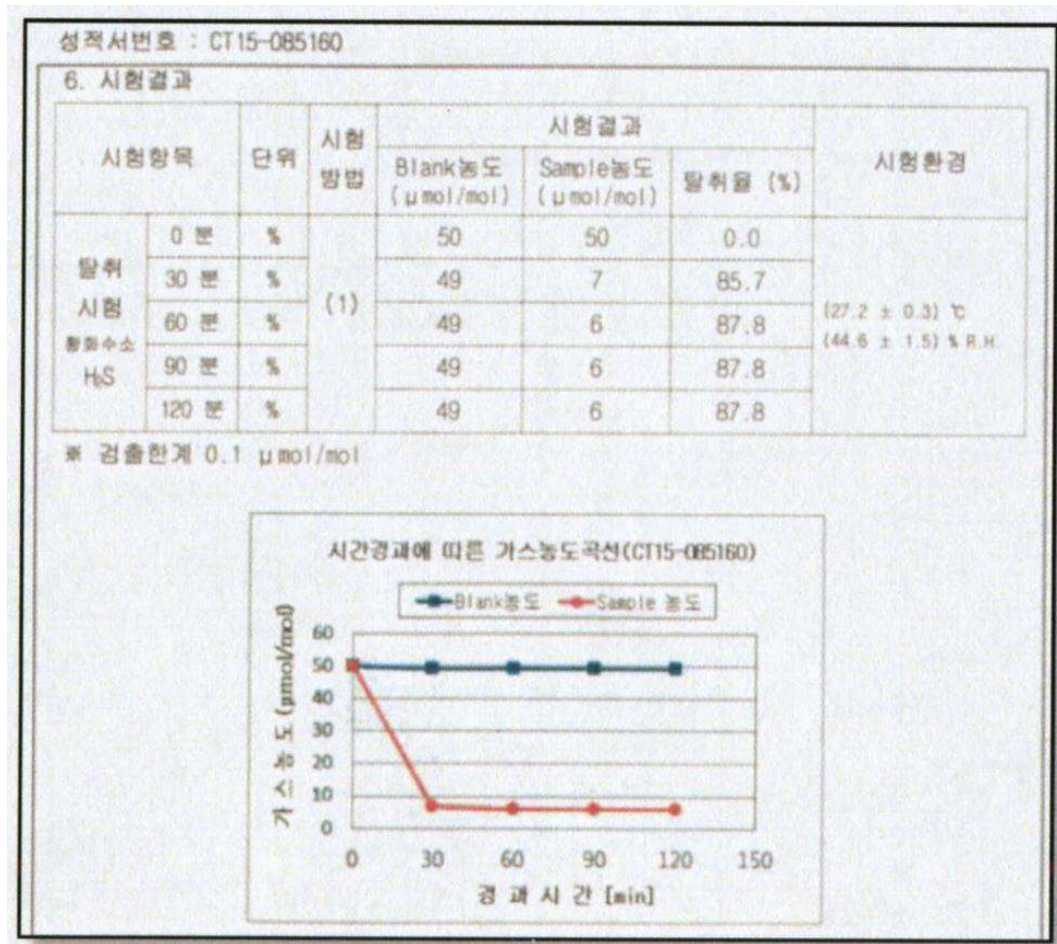 성적서번호 : CT15-085160
6. 시험결과
시험항목 단위 시험방법 시험결과 시험환경
Blank농도 (μmol/mol) Sample농도 (μmol/mol) 탈취율 (%)
탈취 시험 황화수소 H₂S (1) (27.2 ± 0.3) ℃ (44.6 ± 1.5) % R.H.
0 분 % 50 50 0.0
30 분 % 49 7 85.7
60 분 % 49 6 87.8
90 분 % 49 6 87.8
120 분 % 49 6 87.8
※ 검출한계 0.1 μmol/mol
시간경과에 따른 가스농도곡선(CT15-085160)
Blank농도 Sample 농도
가스농도 (μmol/mol)
60
50
40
30
20
10
0
0 30 60 90 120 150
경 과 시 간 [min]